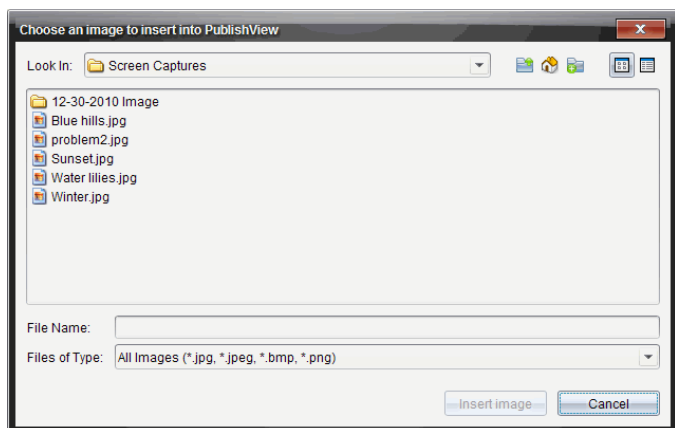 Choose an image to insert into PublishView
Look In: Screen Captures
12-30-2010 Image
Blue hills.jpg
problem2.jpg
Sunset.jpg
Water lilies.jpg
Winter.jpg
File Name:
Files of Type: All Images (*.jpg, *.jpeg, *.bmp, *.png)
Insert image Cancel